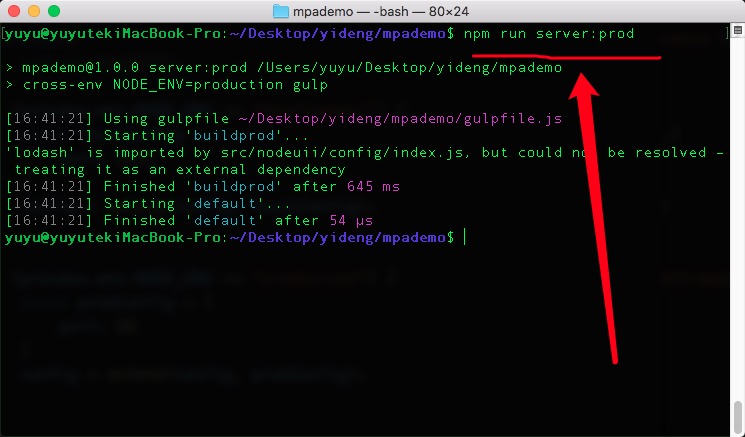 mpademo — -bash — 80×24
[yuyu@yuyutekiMacBook-Pro:~/Desktop/yideng/mpademo$ npm run server:prod ]
> mpademo@1.0.0 server:prod /Users/yuyu/Desktop/yideng/mpademo
> cross-env NODE_ENV=production gulp
[16:41:21] Using gulpfile ~/Desktop/yideng/mpademo/gulpfile.js
[16:41:21] Starting 'buildprod'...
'lodash' is imported by src/nodeuii/config/index.js, but could not be resolved –
treating it as an external dependency
[16:41:21] Finished 'buildprod' after 645 ms
[16:41:21] Starting 'default'...
[16:41:21] Finished 'default' after 54 μs
yuyu@yuyutekiMacBook-Pro:~/Desktop/yideng/mpademo$